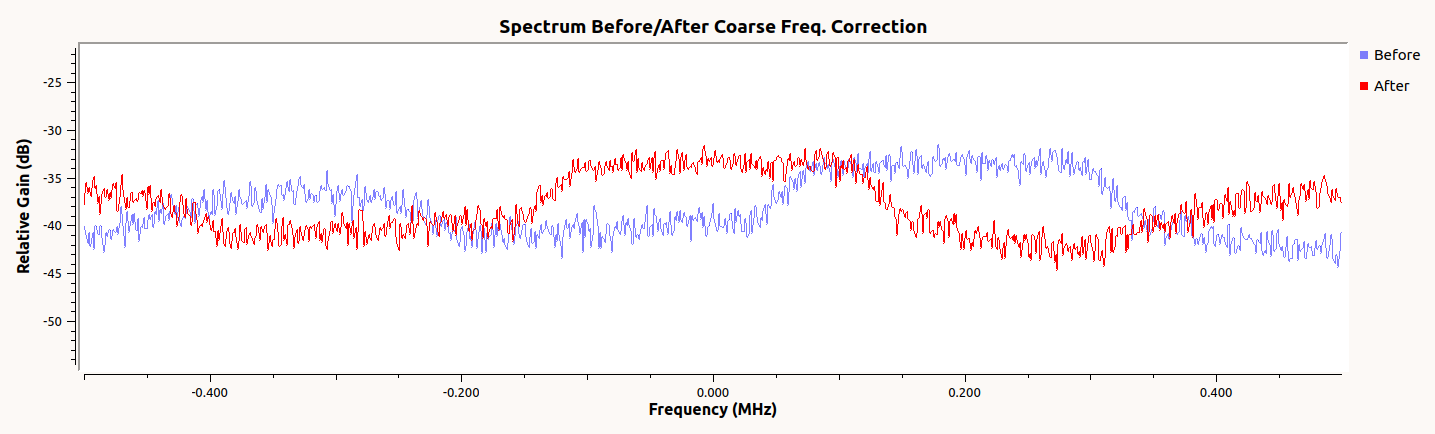 Spectrum Before/After Coarse Freq. Correction
Before
After
Relative Gain (dB)
-25
-30
-35
-40
-45
-50
-0.400
-0.200
0.000
0.200
0.400
Frequency (MHz)